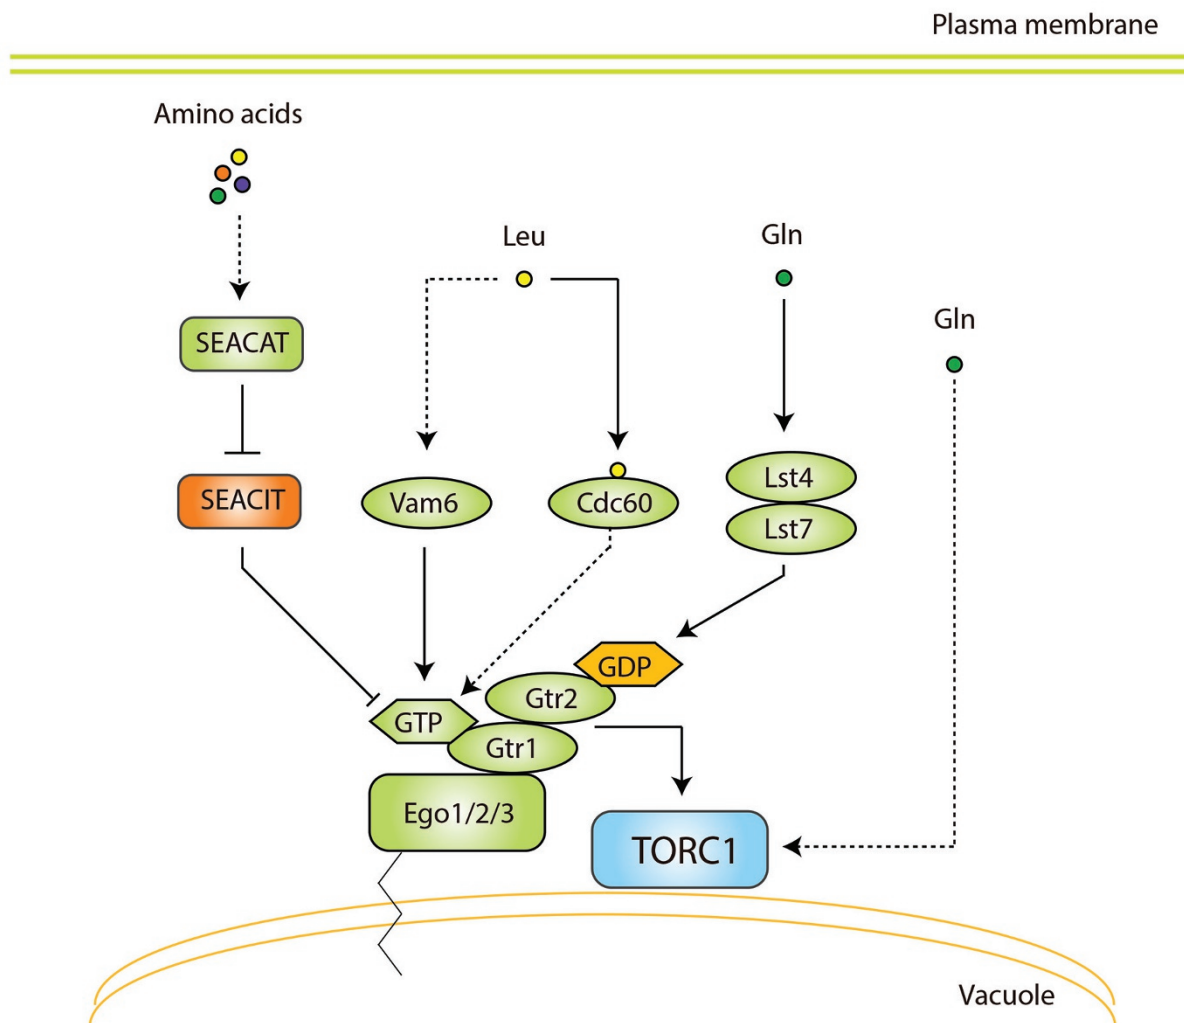 Plasma membrane
Amino acids
Leu
Gln
Gln
SEACAT
SEACIT
Vam6
Cdc60
Lst4
Lst7
GDP
Gtr2
GTP
Gtr1
Ego1/2/3
TORC1
Vacuole